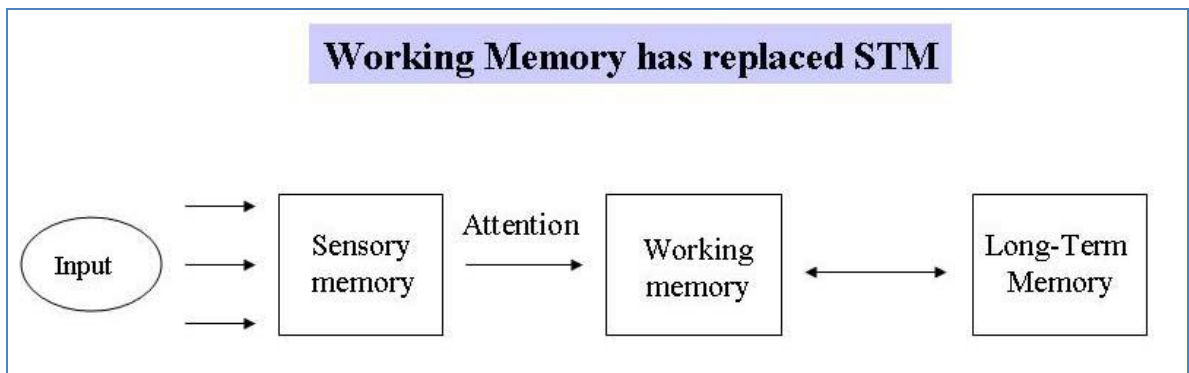 Working Memory has replaced STM
Input
Sensory
memory
Attention
Working
memory
Long-Term
Memory